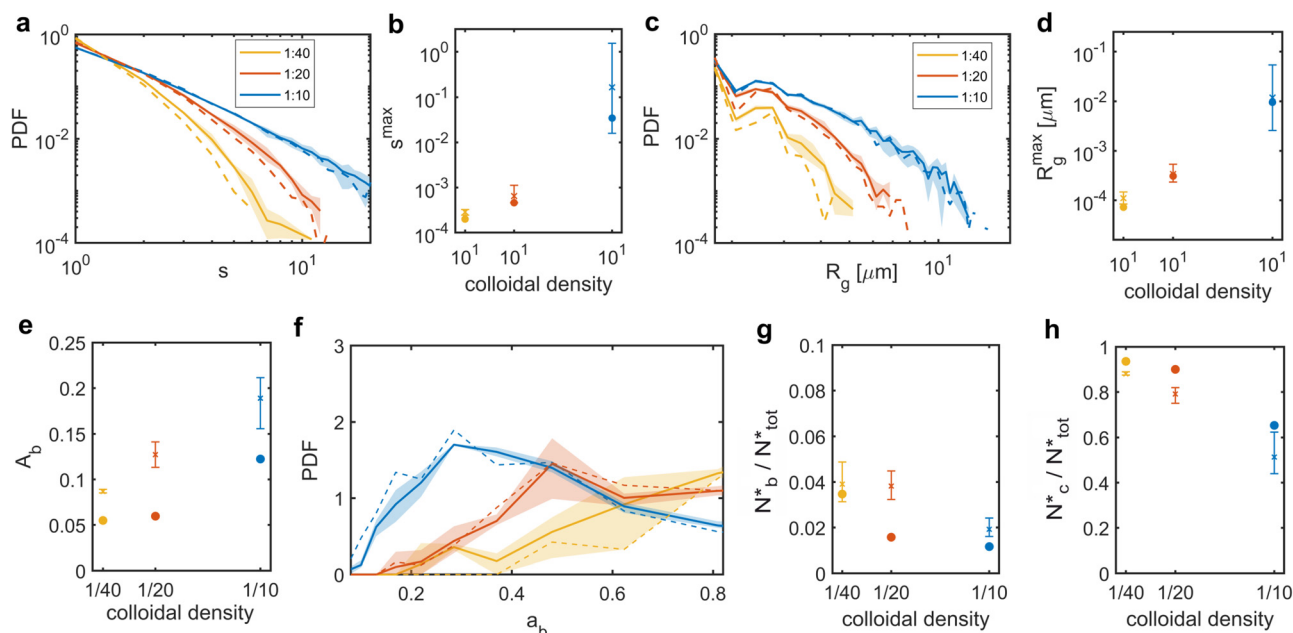 a
PDF
10^0
10^-2
10^-4
10^0
10^1
s
1:40
1:20
1:10
b
s^max
10^0
10^-1
10^-3
10^-4
10^1
10^1
10^1
colloidal density
c
PDF
10^0
10^-2
10^-4
10^1
R_g [μm]
1:40
1:20
1:10
d
R_g^max [μm]
10^-1
10^-2
10^-3
10^-4
10^1
10^1
10^1
colloidal density
e
A_b
0.25
0.2
0.15
0.1
0.05
0
1/40
1/20
1/10
colloidal density
f
PDF
3
2
1
0
0.2
0.4
0.6
0.8
a_b
g
N*_b / N*_tot
0.1
0.08
0.06
0.04
0.02
0
1/40
1/20
1/10
colloidal density
h
N*_c / N*_tot
1
0.8
0.6
0.4
0.2
0
1/40
1/20
1/10
colloidal density